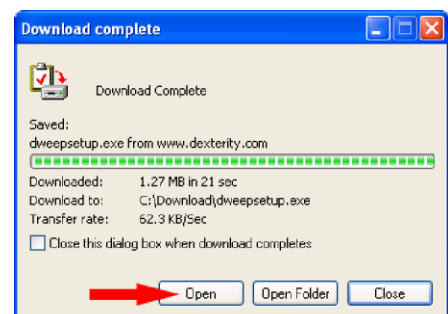 Download complete
Download Complete
Saved:
dweepsetup.exe from www.dexterity.com
Downloaded: 1.27 MB in 21 sec
Download to: C:\Download\dweepsetup.exe
Transfer rate: 62.3 KB/Sec
Close this dialog box when download completes
Open Open Folder Close